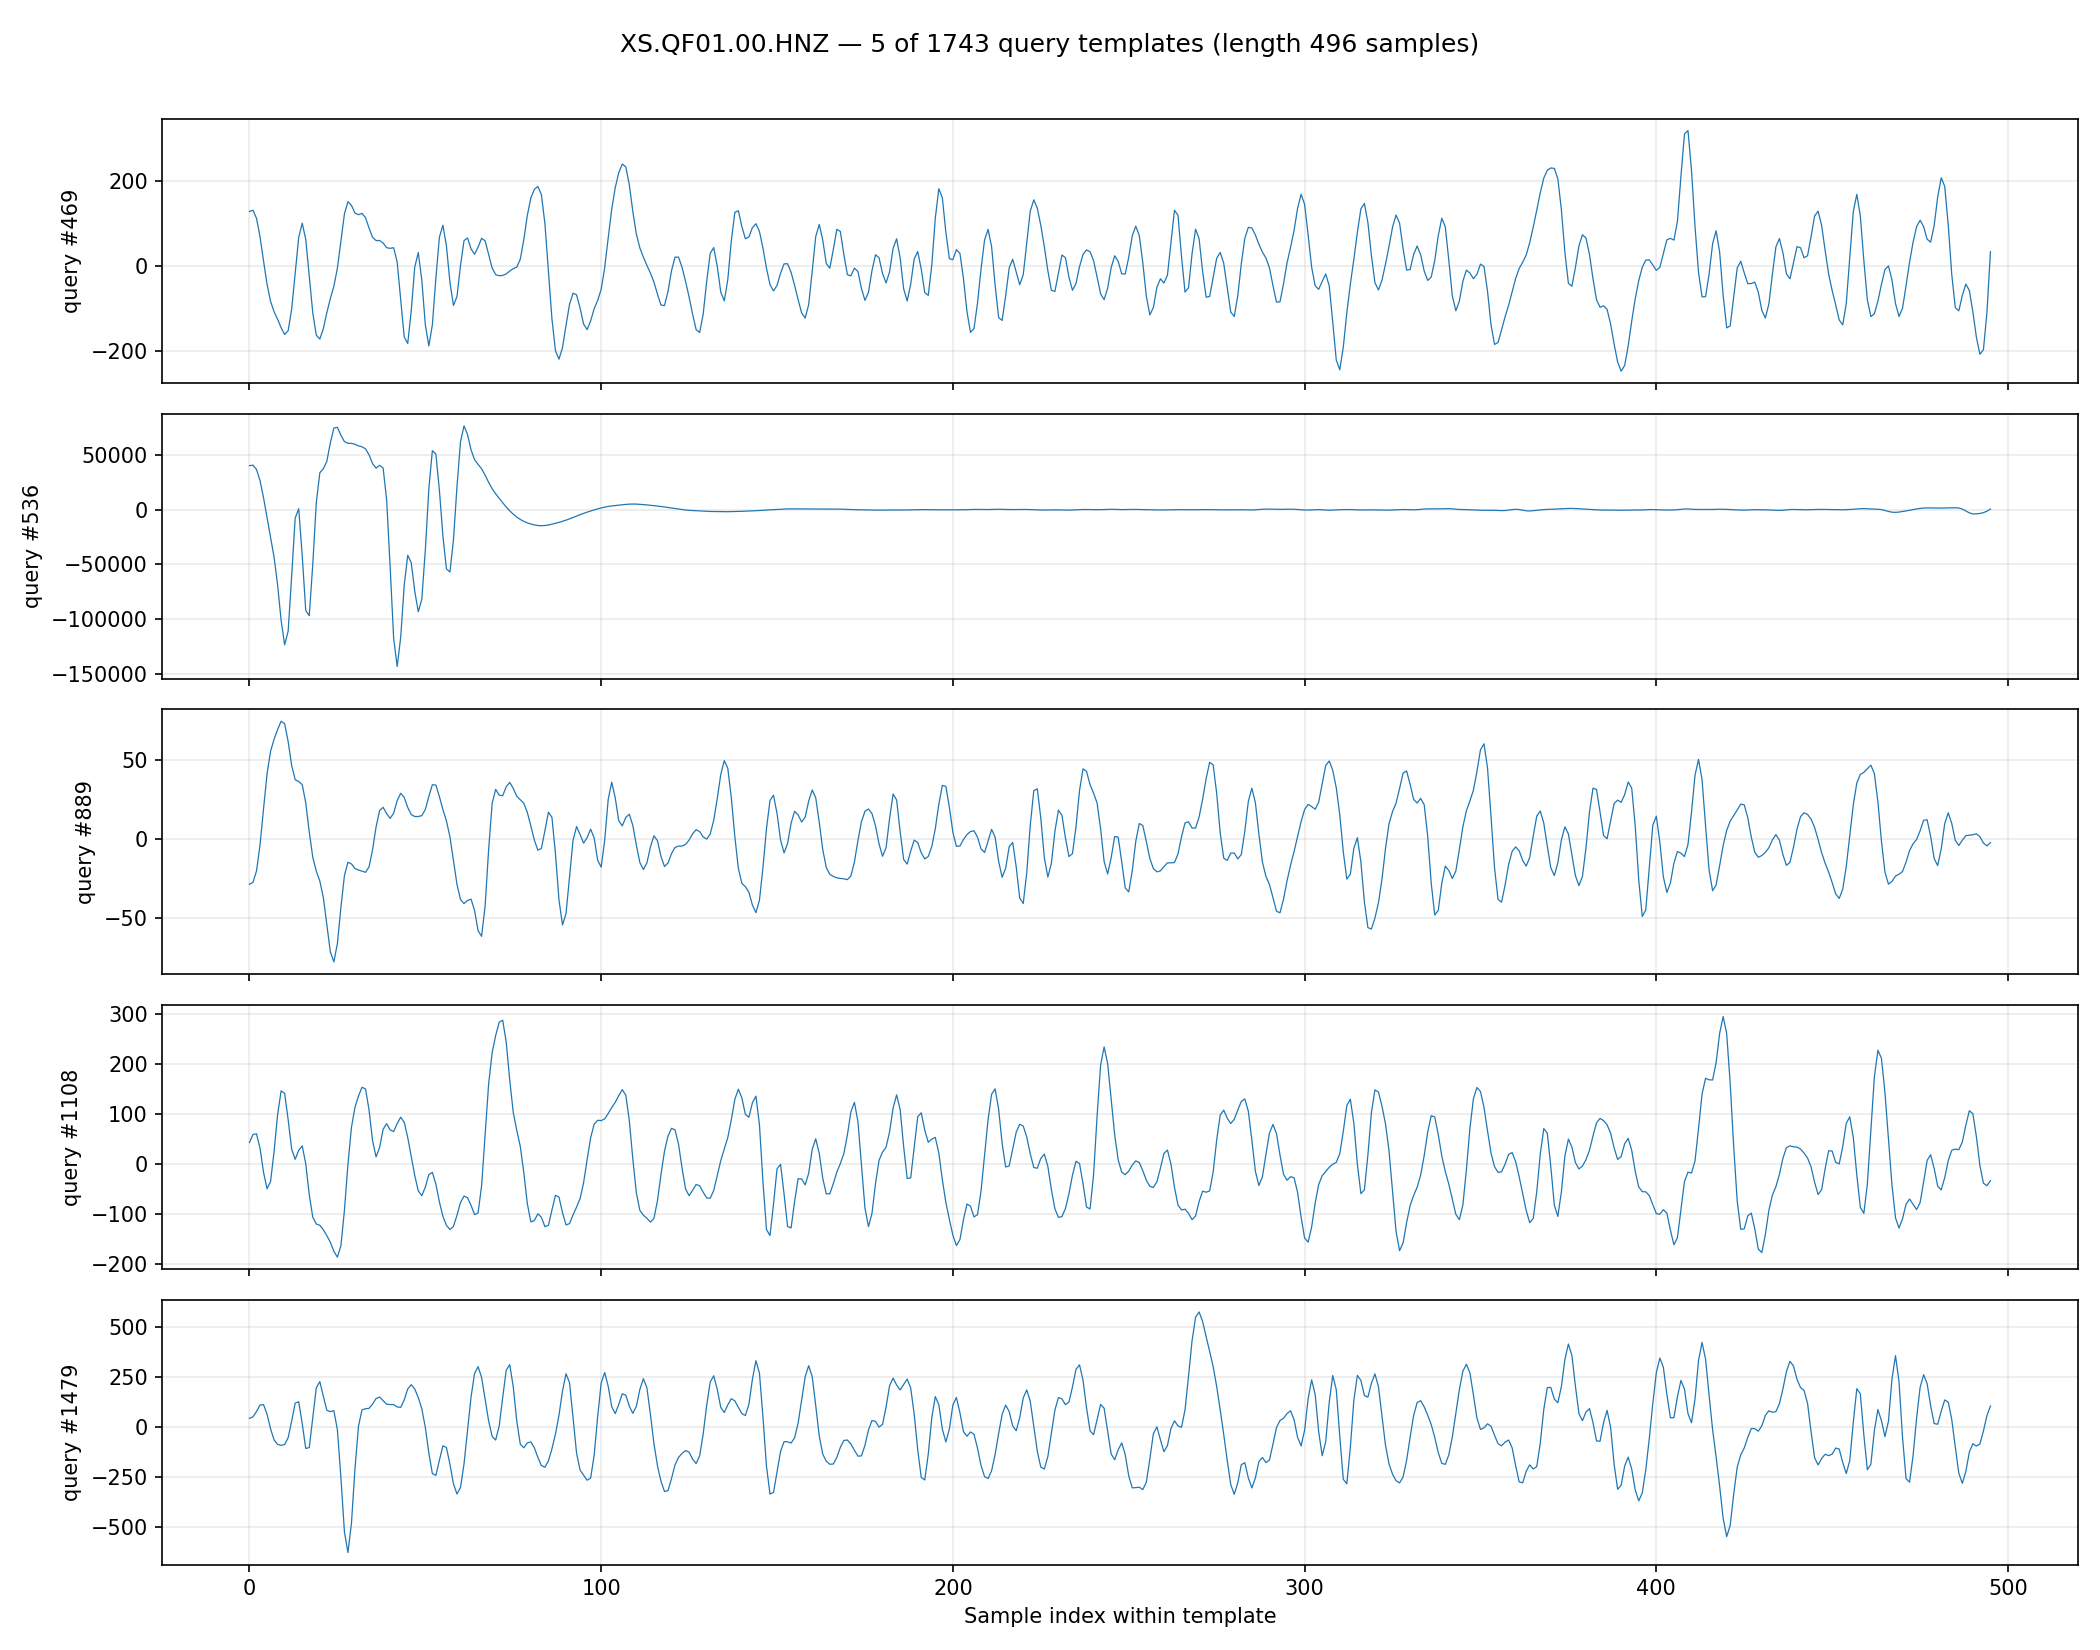 XS.QF01.00.HNZ — 5 of 1743 query templates (length 496 samples)
query #469
200
0
−200
query #536
50000
0
−50000
−100000
−150000
query #889
50
0
−50
query #1108
300
200
100
0
−100
−200
query #1479
500
250
0
−250
−500
0 100 200 300 400 500
Sample index within template